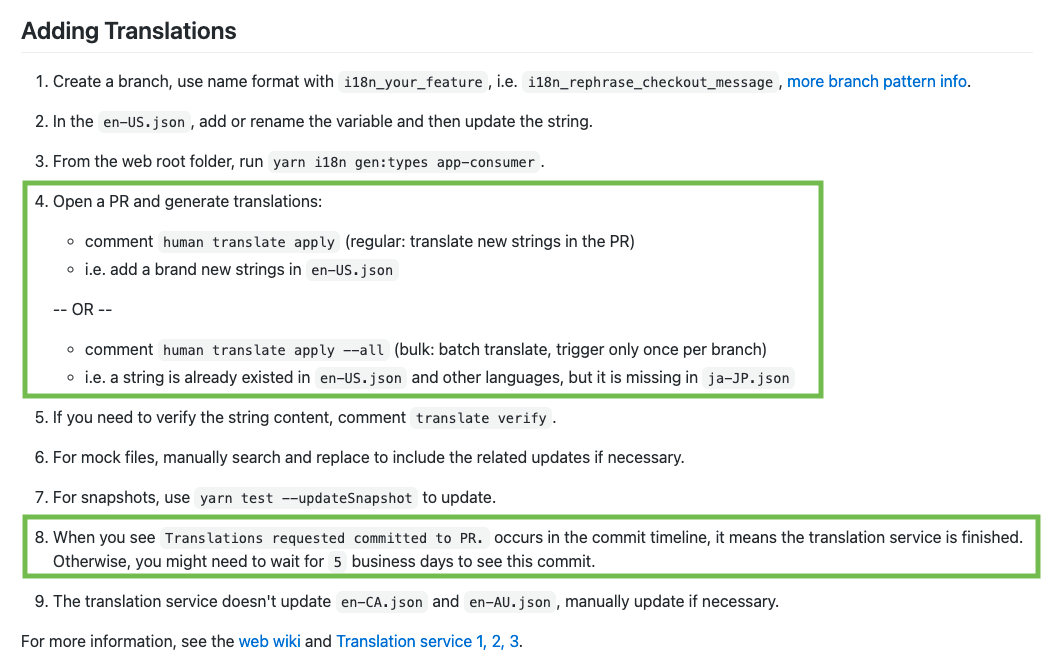 Adding Translations
1. Create a branch, use name format with i18n_your_feature , i.e. i18n_rephrase_checkout_message , more branch pattern info.
2. In the en-US.json , add or rename the variable and then update the string.
3. From the web root folder, run yarn i18n gen:types app-consumer .
4. Open a PR and generate translations:
comment human translate apply (regular: translate new strings in the PR)
i.e. add a brand new strings in en-US.json
-- OR --
comment human translate apply --all (bulk: batch translate, trigger only once per branch)
i.e. a string is already existed in en-US.json and other languages, but it is missing in ja-JP.json
5. If you need to verify the string content, comment translate verify .
6. For mock files, manually search and replace to include the related updates if necessary.
7. For snapshots, use yarn test --updateSnapshot to update.
8. When you see Translations requested committed to PR. occurs in the commit timeline, it means the translation service is finished.
Otherwise, you might need to wait for 5 business days to see this commit.
9. The translation service doesn't update en-CA.json and en-AU.json , manually update if necessary.
For more information, see the web wiki and Translation service 1, 2, 3.